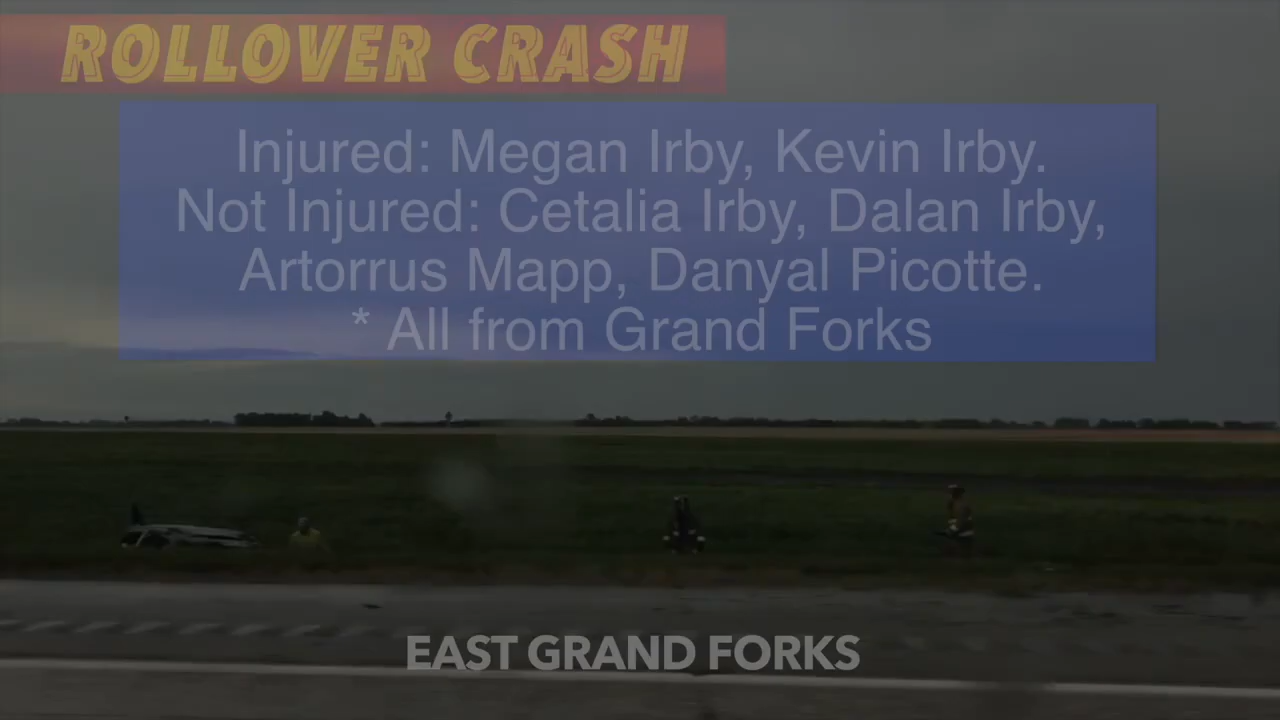 ROLLOVER CRASH
Injured: Megan Irby, Kevin Irby.
Not Injured: Cetalia Irby, Dalan Irby,
Artorrus Mapp, Danyal Picotte.
* All from Grand Forks
EAST GRAND FORKS